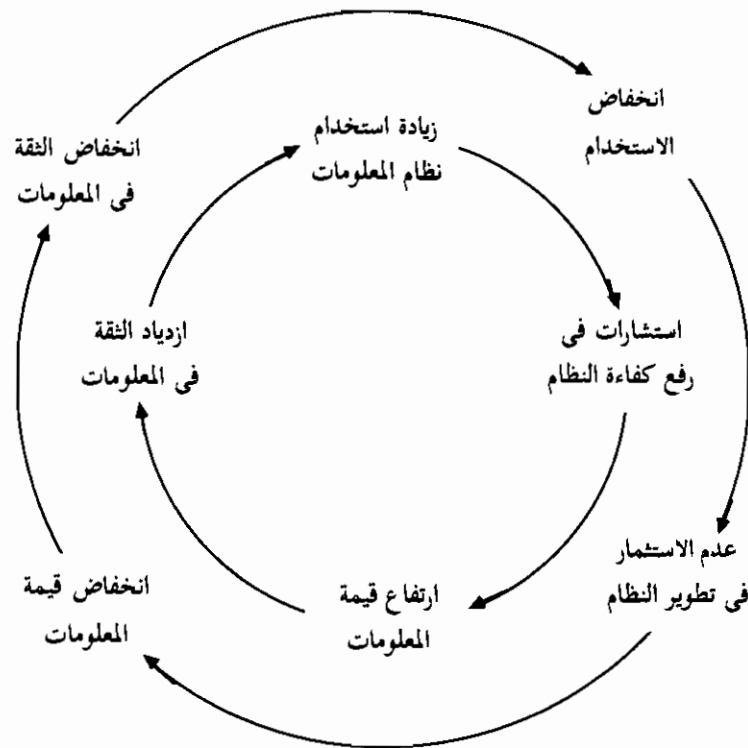 انخفاض
الاستخدام
زيادة استخدام
نظام المعلومات
انخفاض الثقة
فى المعلومات
استشارات فى
رفع كفاءة النظام
ازدياد الثقة
فى المعلومات
عدم الاستثمار
فى تطوير النظام
ارتفاع قيمة
المعلومات
انخفاض قيمة
المعلومات